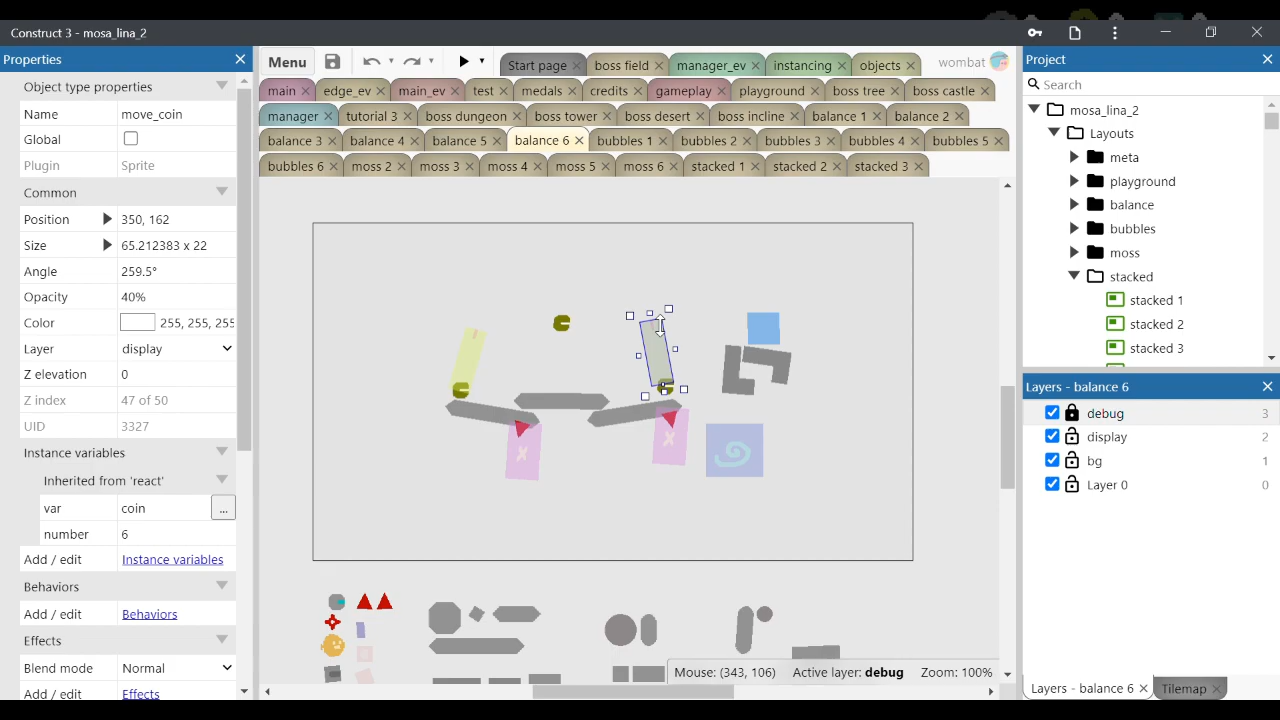 Construct 3 - mosa_lina_2
Properties
Menu
Start page
boss field
manager_ev
instancing
objects
wombat
Project
Object type properties
Name move_coin
Global
Plugin Sprite
Common
Position 350, 162
Size 65.212383 x 22
Angle 259.5°
Opacity 40%
Color 255, 255, 255
Layer display
Z elevation 0
Z index 47 of 50
UID 3327
Instance variables
Inherited from 'react'
var coin ...
number 6
Add / edit Instance variables
Behaviors
Add / edit Behaviors
Effects
Blend mode Normal
Add / edit Effects
main edge_ev main_ev test medals credits gameplay playground boss tree boss castle
manager tutorial 3 boss dungeon boss tower boss desert boss incline balance 1 balance 2
balance 3 balance 4 balance 5 balance 6 bubbles 1 bubbles 2 bubbles 3 bubbles 4 bubbles 5
bubbles 6 moss 2 moss 3 moss 4 moss 5 moss 6 stacked 1 stacked 2 stacked 3
x
x
Mouse: (343, 106) Active layer: debug Zoom: 100%
Search
mosa_lina_2
Layouts
meta
playground
balance
bubbles
moss
stacked
stacked 1
stacked 2
stacked 3
Layers - balance 6
debug 3
display 2
bg 1
Layer 0 0
Layers - balance 6 Tilemap